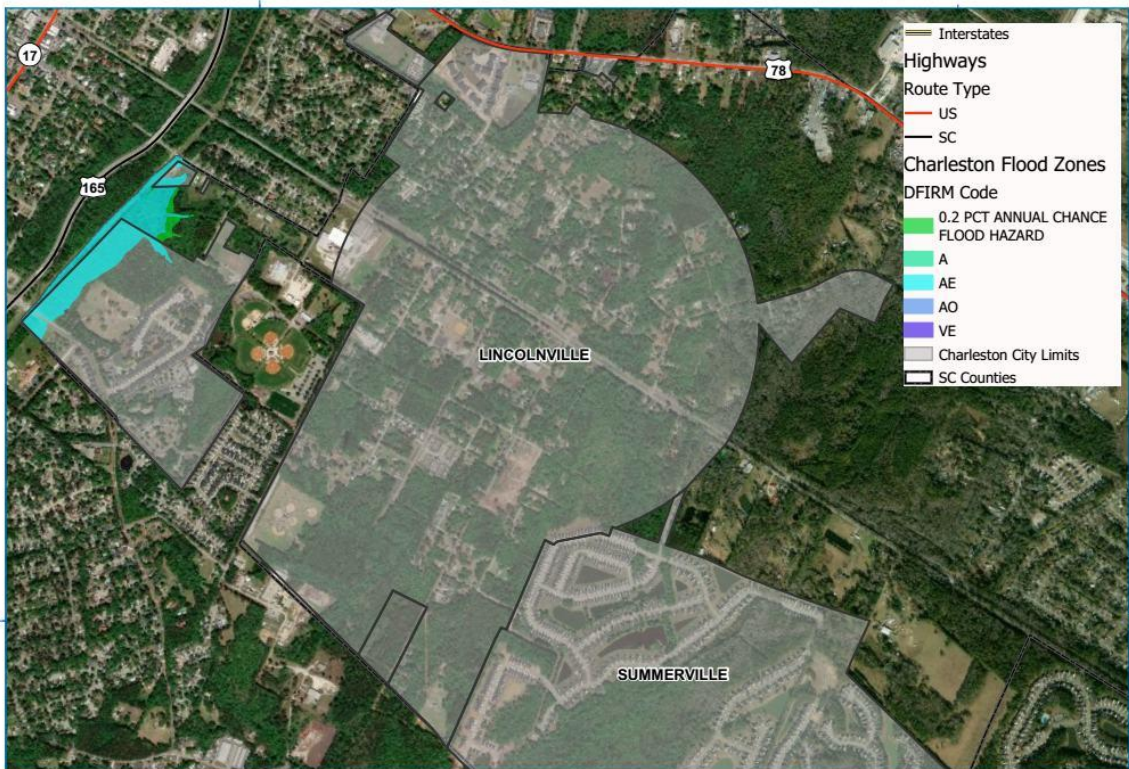 17
78
165
LINCOLNVILLE
SUMMERVILLE
Interstates
Highways
Route Type
US
SC
Charleston Flood Zones
DFIRM Code
0.2 PCT ANNUAL CHANCE
FLOOD HAZARD
A
AE
AO
VE
Charleston City Limits
SC Counties